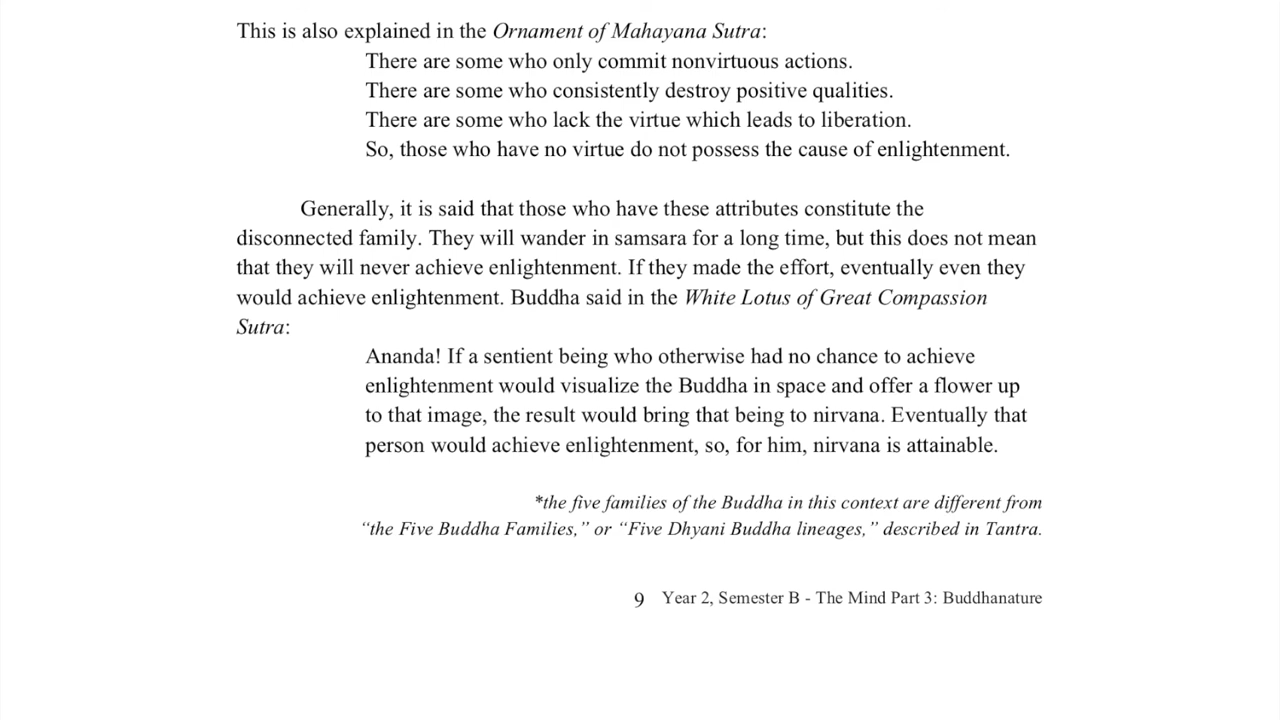 This is also explained in the Ornament of Mahayana Sutra:
There are some who only commit nonvirtuous actions.
There are some who consistently destroy positive qualities.
There are some who lack the virtue which leads to liberation.
So, those who have no virtue do not possess the cause of enlightenment.
Generally, it is said that those who have these attributes constitute the
disconnected family. They will wander in samsara for a long time, but this does not mean
that they will never achieve enlightenment. If they made the effort, eventually even they
would achieve enlightenment. Buddha said in the White Lotus of Great Compassion
Sutra:
Ananda! If a sentient being who otherwise had no chance to achieve
enlightenment would visualize the Buddha in space and offer a flower up
to that image, the result would bring that being to nirvana. Eventually that
person would achieve enlightenment, so, for him, nirvana is attainable.
*the five families of the Buddha in this context are different from
“the Five Buddha Families,” or “Five Dhyani Buddha lineages,” described in Tantra.
9 Year 2, Semester B - The Mind Part 3: Buddhanature